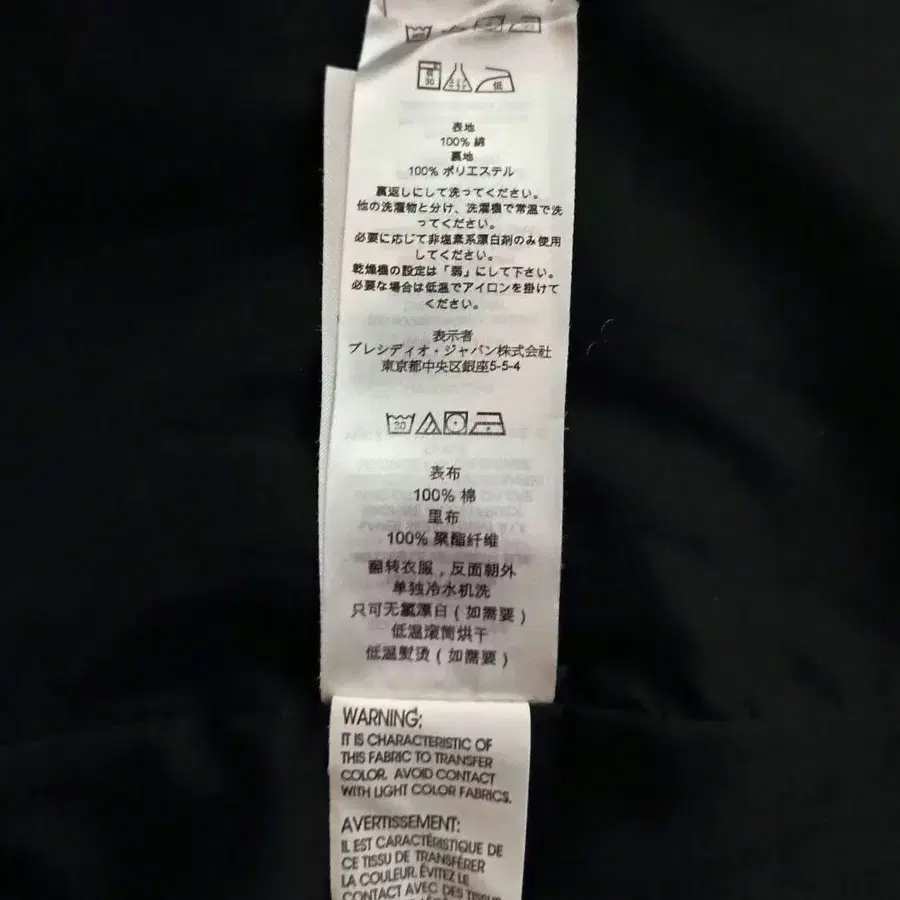 30
低
表地
100% 綿
裏地
100% ポリエステル
裏返しにして洗ってください。
他の洗濯物と分け、洗濯機で常温で洗
ってください。
必要に応じて非塩素系漂白剤のみ使用
してください。
乾燥機の設定は「弱」にして下さい。
必要な場合は低温でアイロンを掛けて
ください。
表示者
プレシディオ・ジャパン株式会社
東京都中央区銀座5-5-4
30
表布
100% 棉
里布
100% 聚酯纤维
翻转衣服，反面朝外
单独冷水机洗
只可无氯漂白(如需要)
低温滚筒烘干
低温熨烫(如需要)
WARNING:
IT IS CHARACTERISTIC OF
THIS FABRIC TO TRANSFER
COLOR. AVOID CONTACT
WITH LIGHT COLOR FABRICS.
AVERTISSEMENT:
IL EST CARACTÉRISTIQUE DE
CE TISSU DE TRANSFÉRER
LA COULEUR. ÉVITEZ LE
CONTACT AVEC DES TISSUS